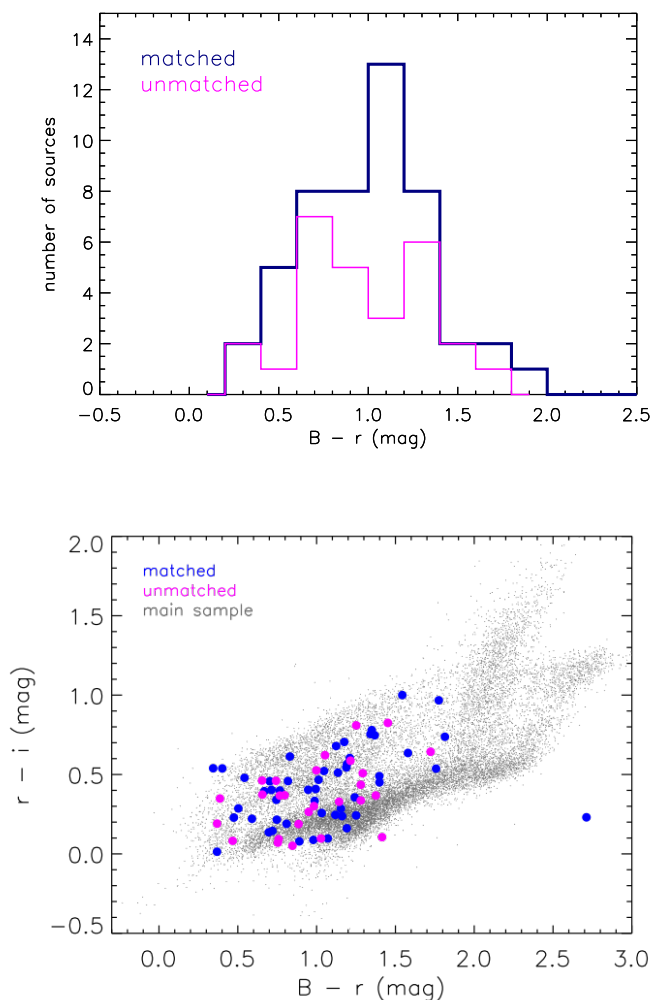 14
12
10
8
6
4
2
0
number of sources
matched
unmatched
-0.5 0.0 0.5 1.0 1.5 2.0 2.5
B - r (mag)
2.0
1.5
1.0
0.5
0.0
-0.5
r - i (mag)
matched
unmatched
main sample
0.0 0.5 1.0 1.5 2.0 2.5 3.0
B - r (mag)